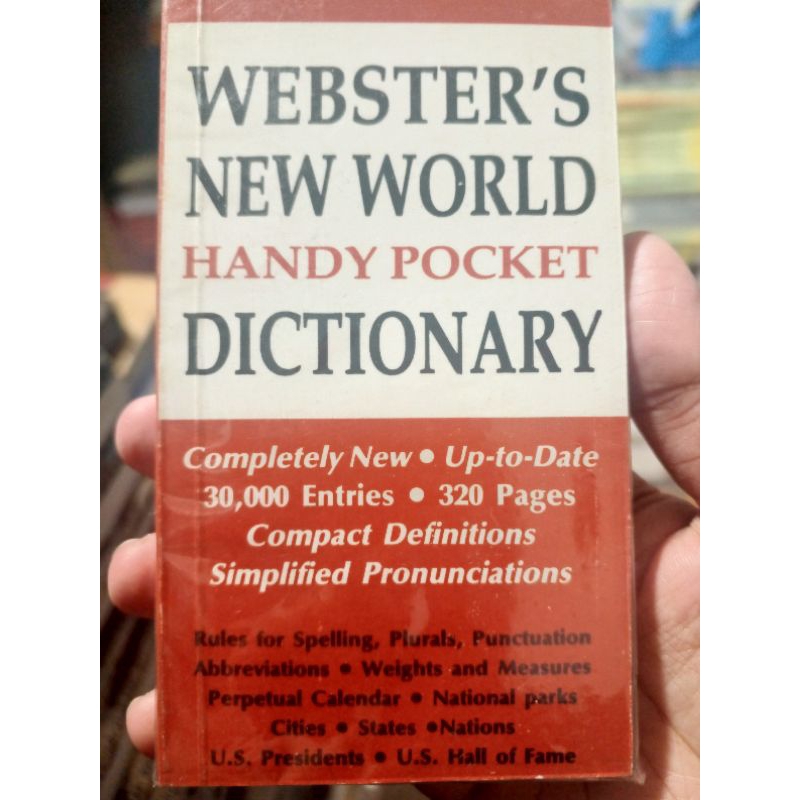 WEBSTER'S
NEW WORLD
HANDY POCKET
DICTIONARY
Completely New • Up-to-Date
30,000 Entries • 320 Pages
Compact Definitions
Simplified Pronunciations
Rules for Spelling, Plurals, Punctuation
Abbreviations • Weights and Measures
Perpetual Calendar • National parks
Cities • States •Nations
U.S. Presidents • U.S. Hall of Fame